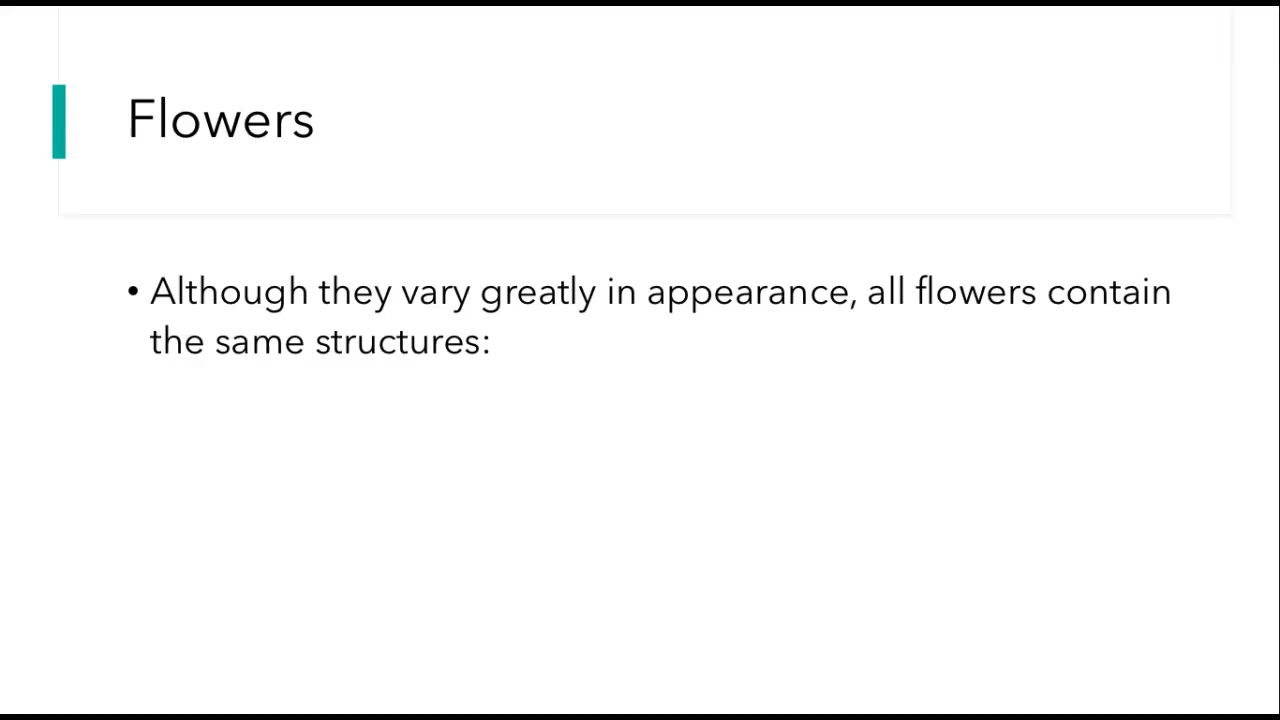 Flowers
• Although they vary greatly in appearance, all flowers contain
the same structures: